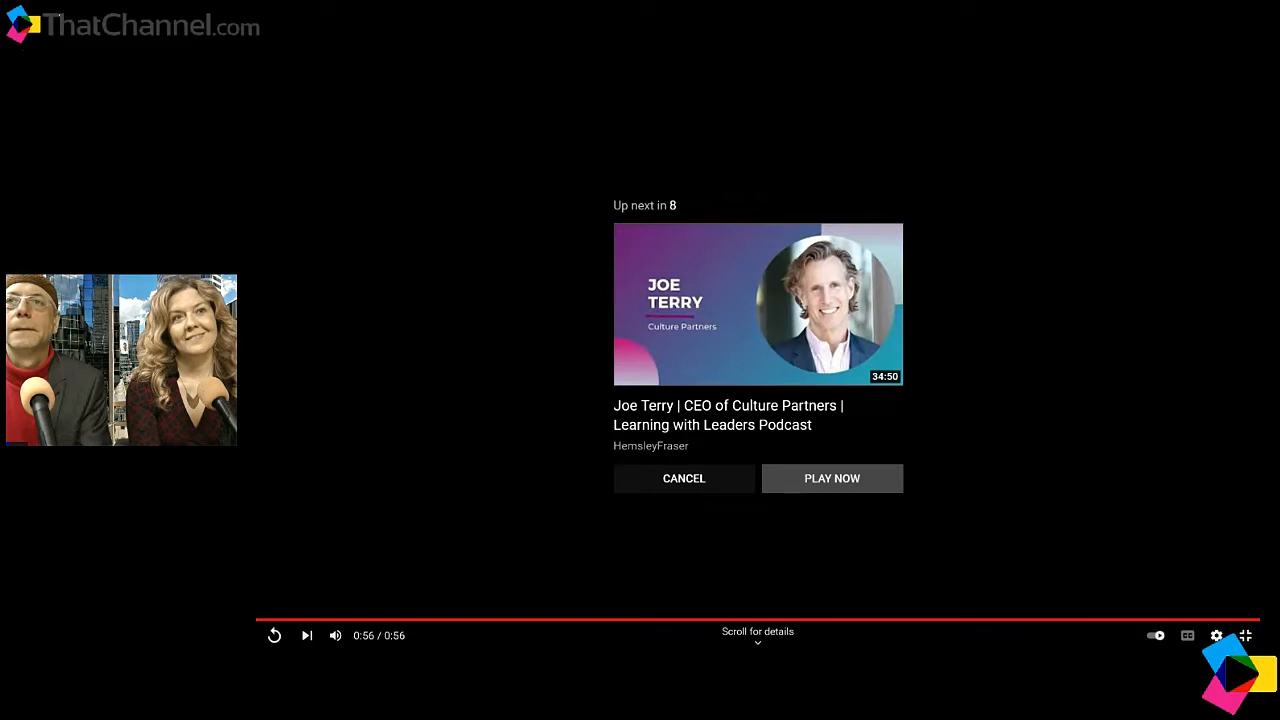 ThatChannel.com
Up next in 8
JOE
TERRY
Culture Partners
34:50
Joe Terry | CEO of Culture Partners |
Learning with Leaders Podcast
HemsleyFraser
CANCEL
PLAY NOW
0:56 / 0:56
Scroll for details
CC